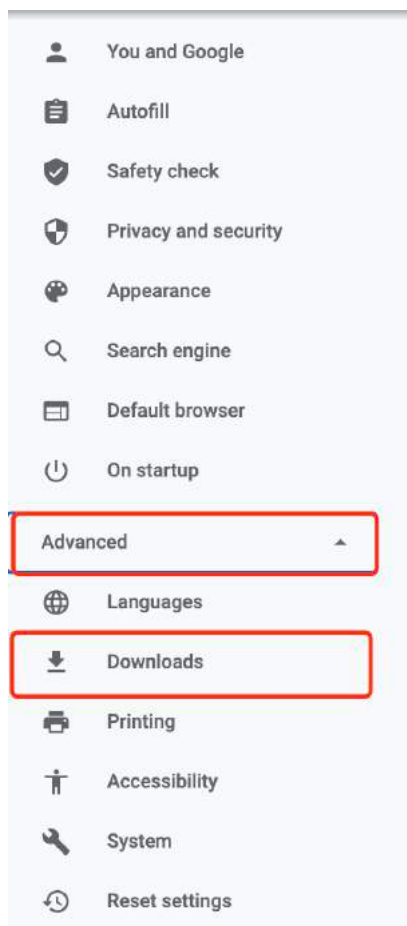 You and Google
Autofill
Safety check
Privacy and security
Appearance
Search engine
Default browser
On startup
Advanced
Languages
Downloads
Printing
Accessibility
System
Reset settings